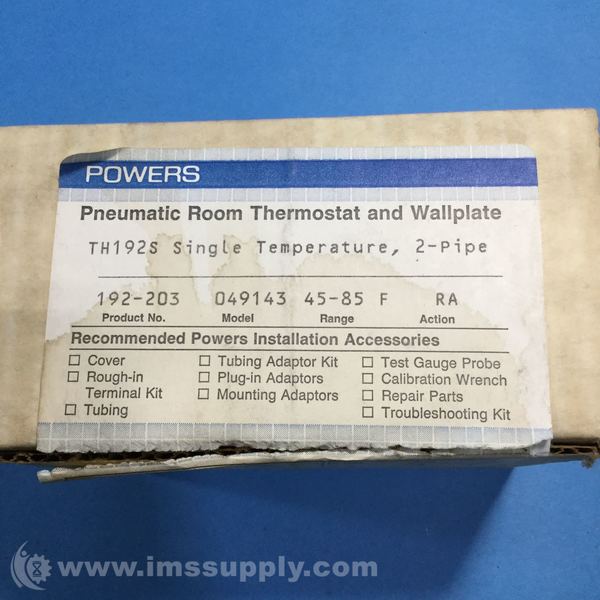 POWERS
Pneumatic Room Thermostat and Wallplate
TH192S Single Temperature, 2-Pipe
192-203 049143 45-85 F RA
Product No. Model Range Action
Recommended Powers Installation Accessories
Cover
Rough-in
Terminal Kit
Tubing
Tubing Adaptor Kit
Plug-in Adaptors
Mounting Adaptors
Test Gauge Probe
Calibration Wrench
Repair Parts
Troubleshooting Kit
www.imssupply.com